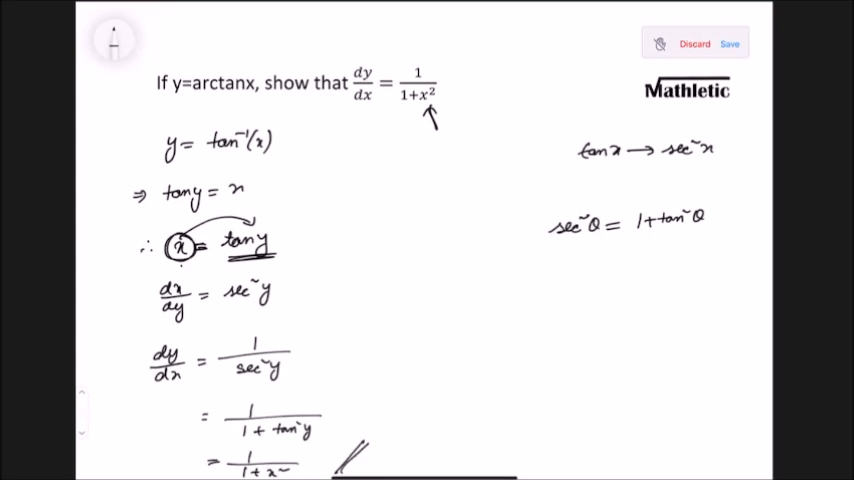 Discard Save
If y=arctanx, show that dy/dx = 1/(1+x²)
Mathletic
y = tan⁻¹(x)
tan x → sec²x
⇒ tany = x
sec²θ = 1+tan²θ
∴ x = tany
dx/dy = sec²y
dy/dx = 1/sec²y
= 1/(1 + tan²y)
= 1/(1 + x²)